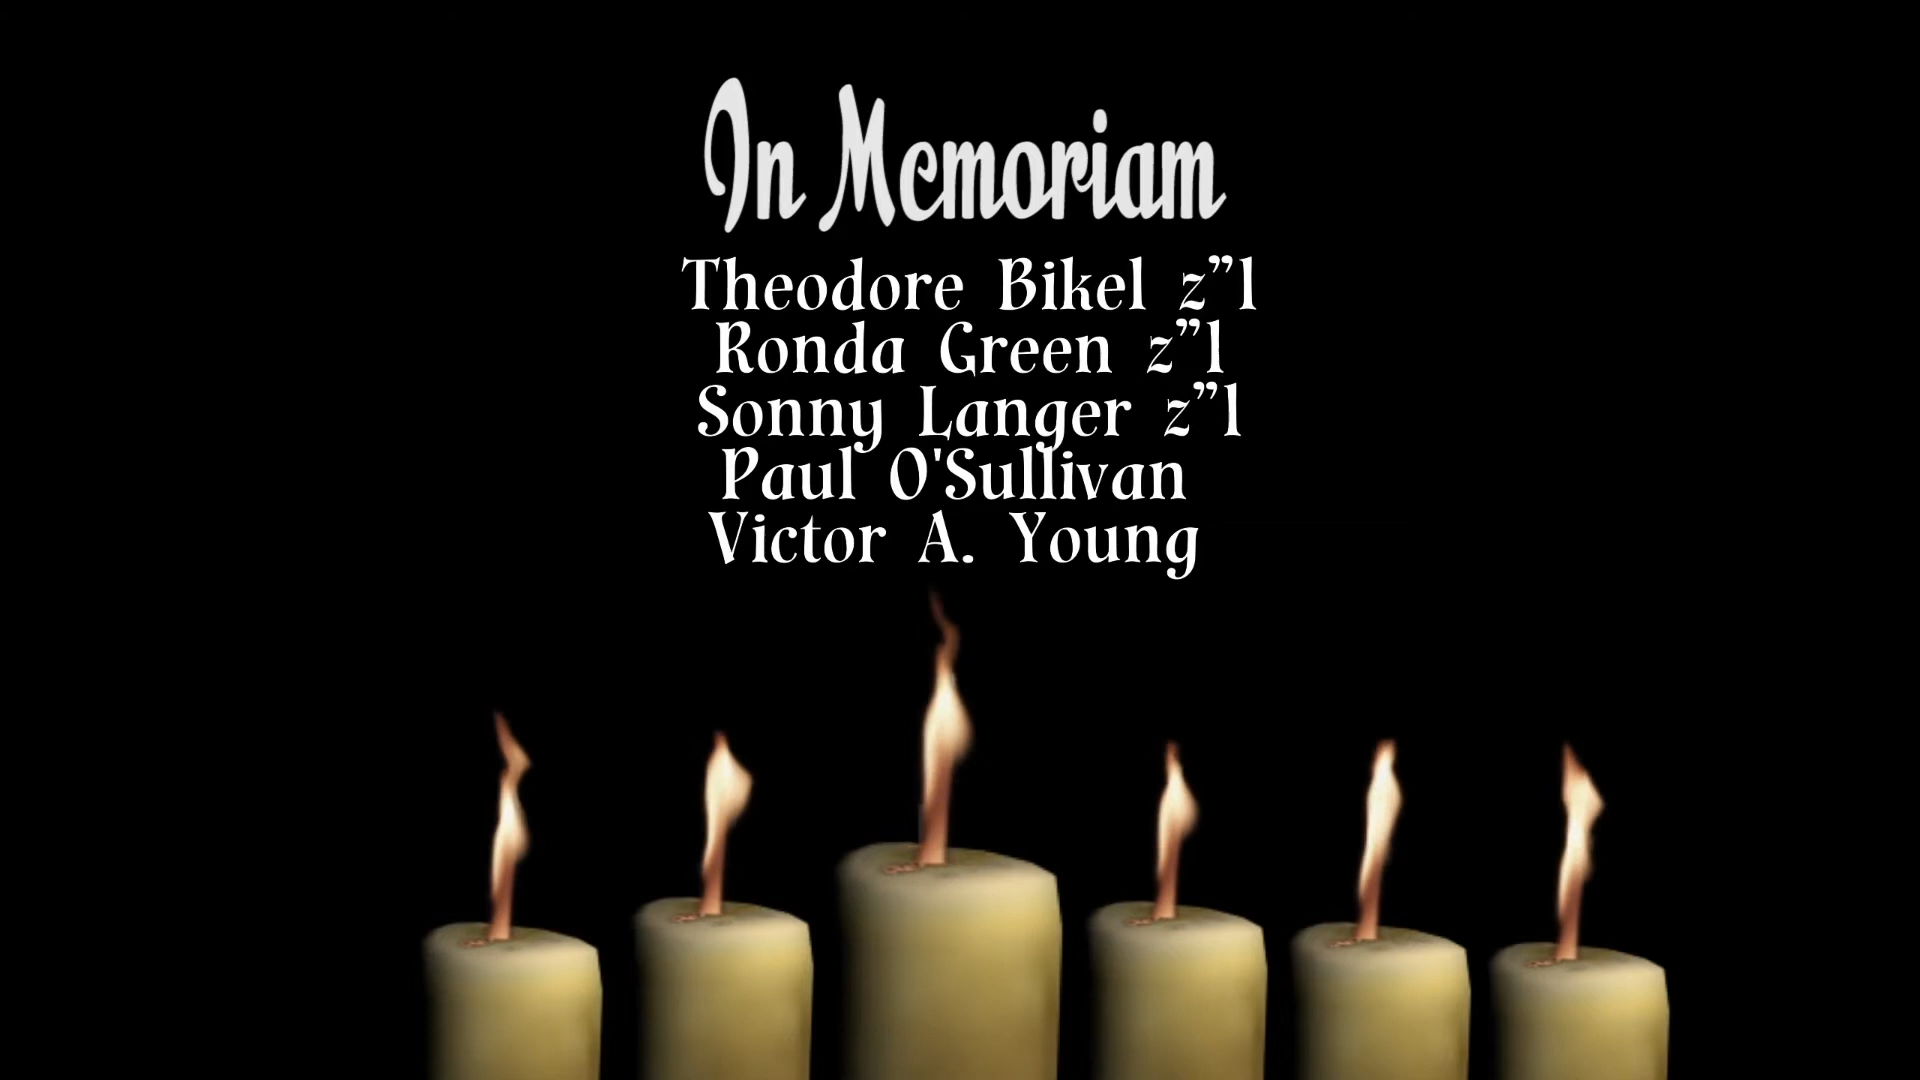 In Memoriam
Theodore Bikel z”l
Ronda Green z”l
Sonny Langer z”l
Paul O'Sullivan
Victor A. Young